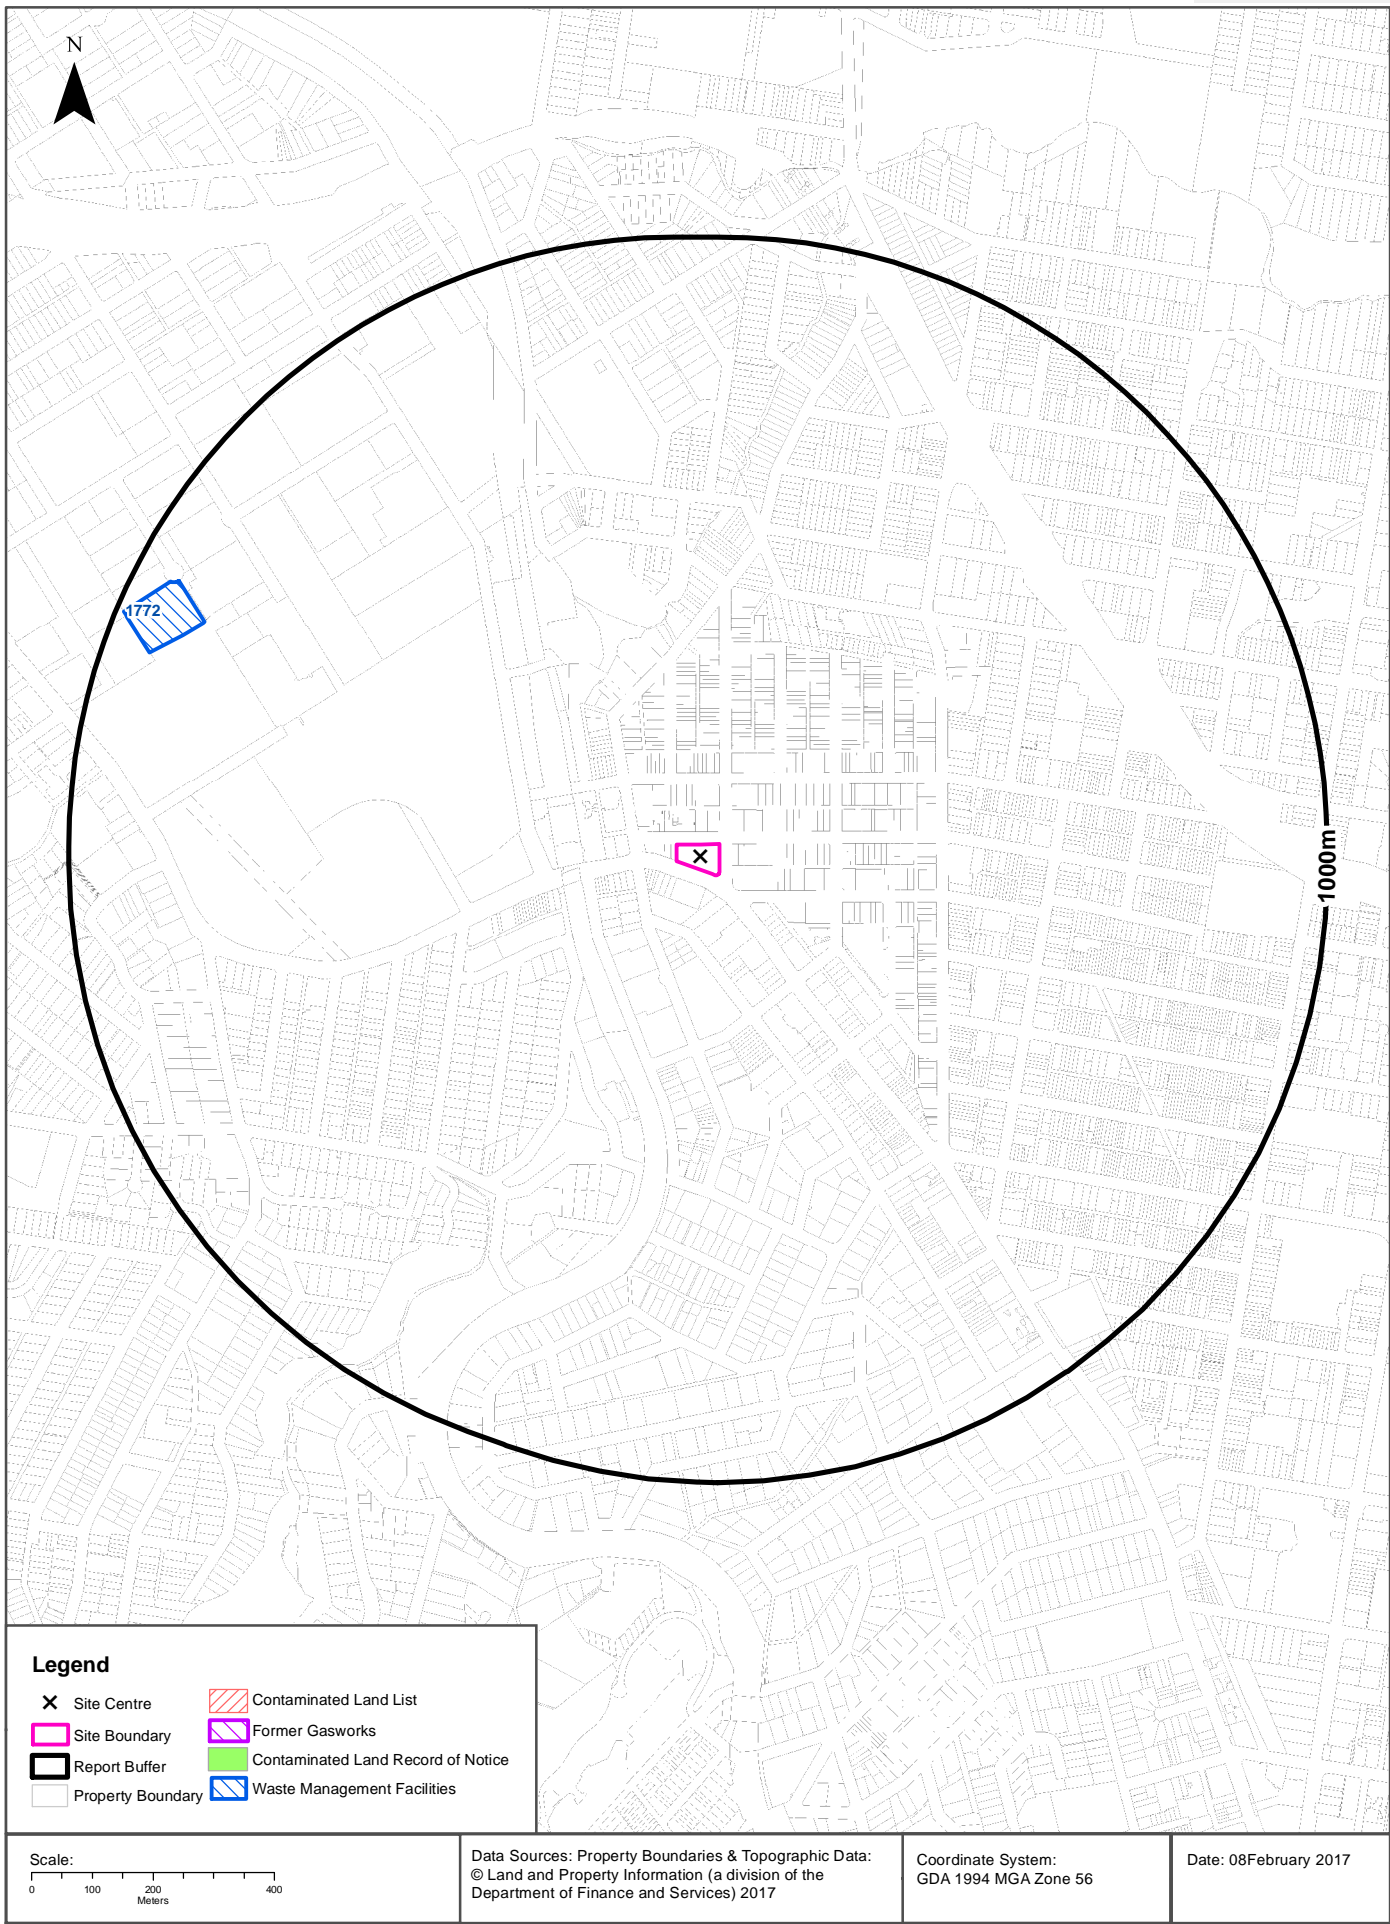 N
1772
1000m
Legend
Site Centre
Site Boundary
Report Buffer
Property Boundary
Contaminated Land List
Former Gasworks
Contaminated Land Record of Notice
Waste Management Facilities
Scale:
0 100 200 400
Meters
Data Sources: Property Boundaries & Topographic Data:
© Land and Property Information (a division of the
Department of Finance and Services) 2017
Coordinate System:
GDA 1994 MGA Zone 56
Date: 08February 2017